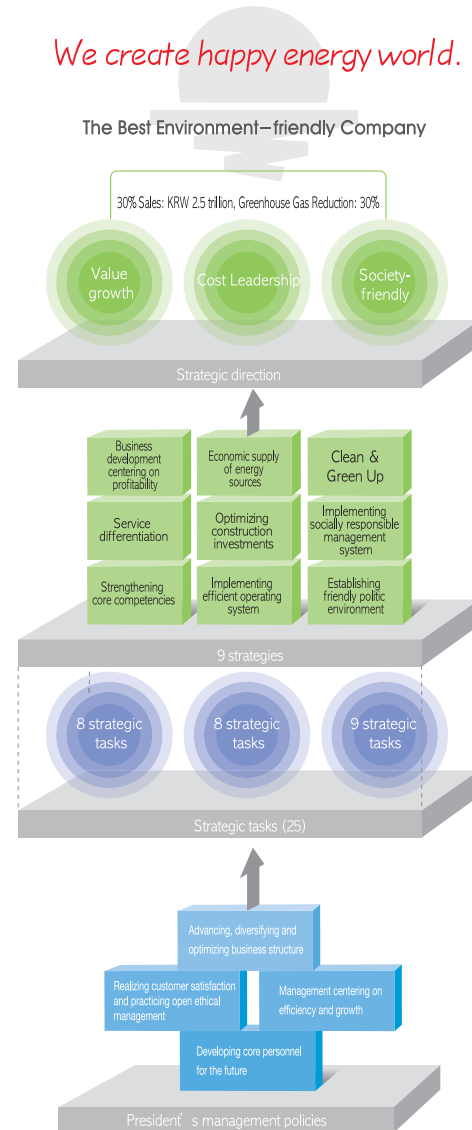 We create happy energy world.
The Best Environment-friendly Company
30% Sales: KRW 2.5 trillion, Greenhouse Gas Reduction: 30%
Value
growth
Cost Leadership
Society-
friendly
Strategic direction
Business
development
centering on
profitability
Economic supply
of energy
sources
Clean &
Green Up
Service
differentiation
Optimizing
construction
investments
Implementing
socially responsible
management
system
Strengthening
core competencies
Implementing
efficient operating
system
Establishing
friendly politic
environment
9 strategies
8 strategic
tasks
8 strategic
tasks
9 strategic
tasks
Strategic tasks (25)
Advancing, diversifying and
optimizing business structure
Realizing customer satisfaction
and practicing open ethical
management
Management centering on
efficiency and growth
Developing core personnel
for the future
President's management policies